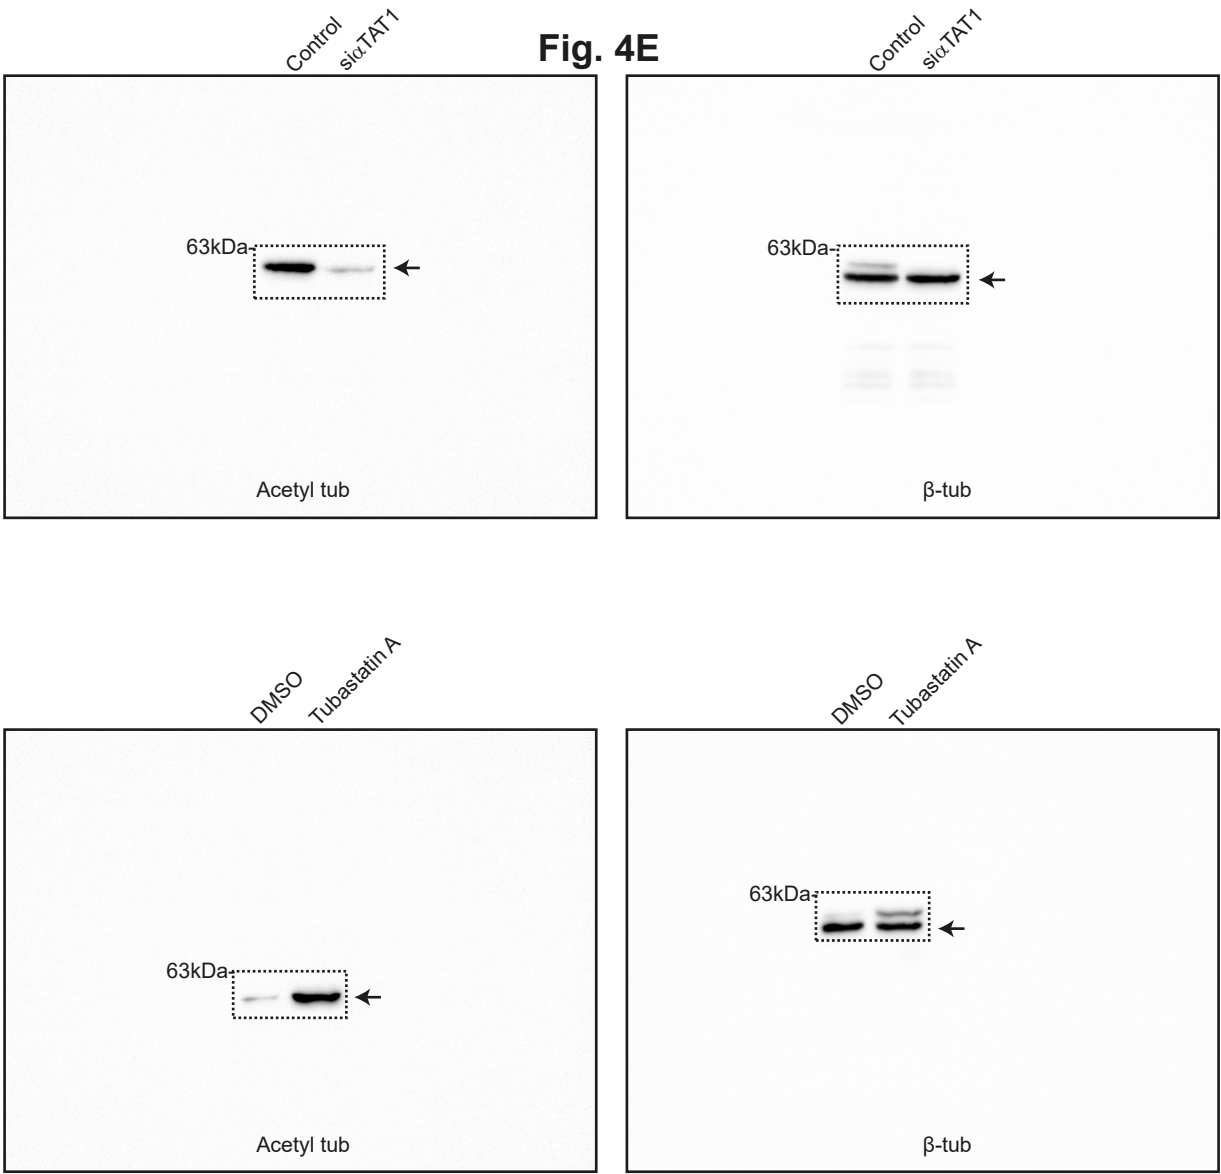 Fig. 4E
Control siαTAT1
Control siαTAT1
63kDa-
63kDa-
Acetyl tub
β-tub
DMSO Tubastatin A
DMSO Tubastatin A
63kDa-
63kDa-
Acetyl tub
β-tub